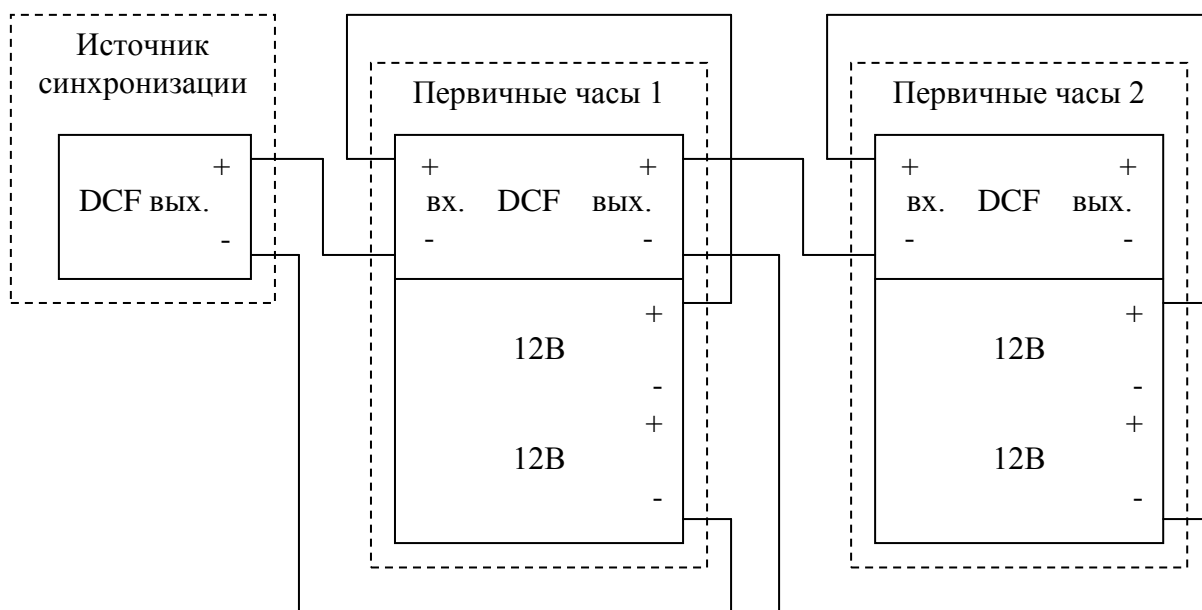 Источник
синхронизации
+
DCF вых.
-
Первичные часы 1
+ +
вх. DCF вых.
- -
+
12В
-
+
12В
-
Первичные часы 2
+ +
вх. DCF вых.
- -
+
12В
-
+
12В
-